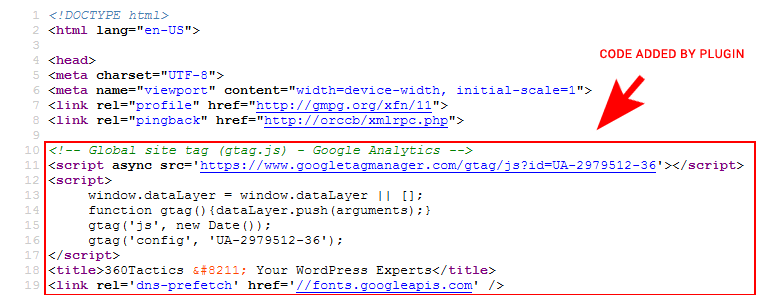 1 <!DOCTYPE html>
2 <html lang="en-US">
3
4 <head>
CODE ADDED BY PLUGIN
5 <meta charset="UTF-8">
6 <meta name="viewport" content="width=device-width, initial-scale=1">
7 <link rel="profile" href="http://gmpg.org/xfn/11">
8 <link rel="pingback" href="http://orccb/xmlrpc.php">
9
10 <!-- Global site tag (gtag.js) - Google Analytics -->
11 <script async src='https://www.googletagmanager.com/gtag/js?id=UA-2979512-36'></script>
12 <script>
13 window.dataLayer = window.dataLayer || [];
14 function gtag(){dataLayer.push(arguments);}
15 gtag('js', new Date());
16 gtag('config', 'UA-2979512-36');
17 </script>
18 <title>360Tactics &#8211; Your WordPress Experts</title>
19 <link rel='dns-prefetch' href='//fonts.googleapis.com' />